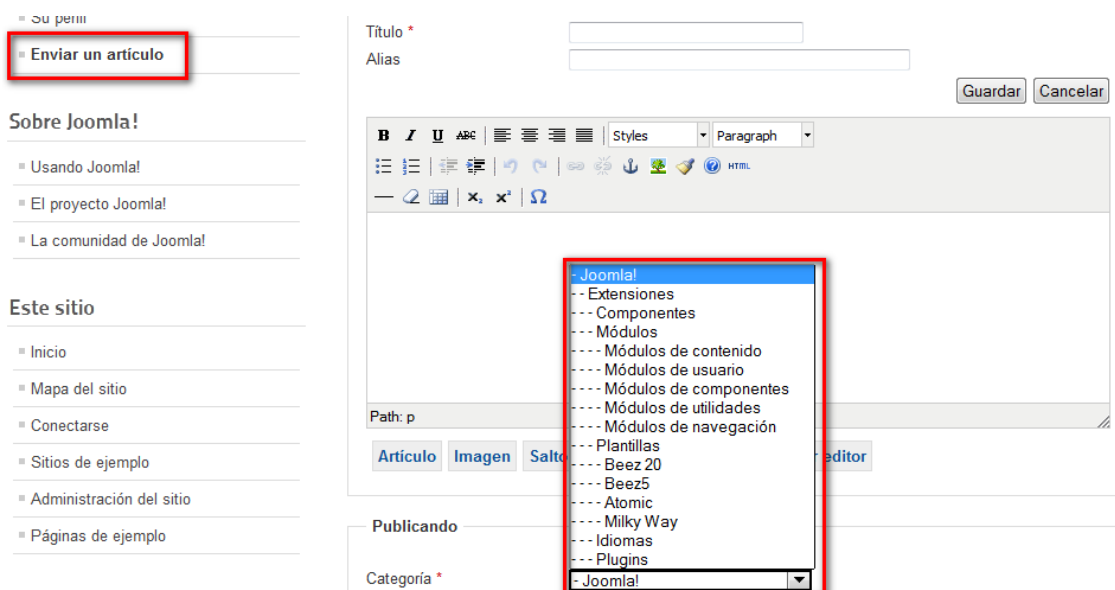 Su perfil
Enviar un artículo
Sobre Joomla!
Usando Joomla!
El proyecto Joomla!
La comunidad de Joomla!
Este sitio
Inicio
Mapa del sitio
Conectarse
Sitios de ejemplo
Administración del sitio
Páginas de ejemplo
Título *
Alias
Guardar Cancelar
B I U ABC Styles Paragraph
HTML
x₂ x² Ω
Path: p
Artículo Imagen Salto editor
Publicando
Categoría *
- Joomla!
- - Extensiones
- - - Componentes
- - - Módulos
- - - - Módulos de contenido
- - - - Módulos de usuario
- - - - Módulos de componentes
- - - - Módulos de utilidades
- - - - Módulos de navegación
- - - Plantillas
- - - - Beez 20
- - - - Beez5
- - - - Atomic
- - - - Milky Way
- - - Idiomas
- - - Plugins
- Joomla!